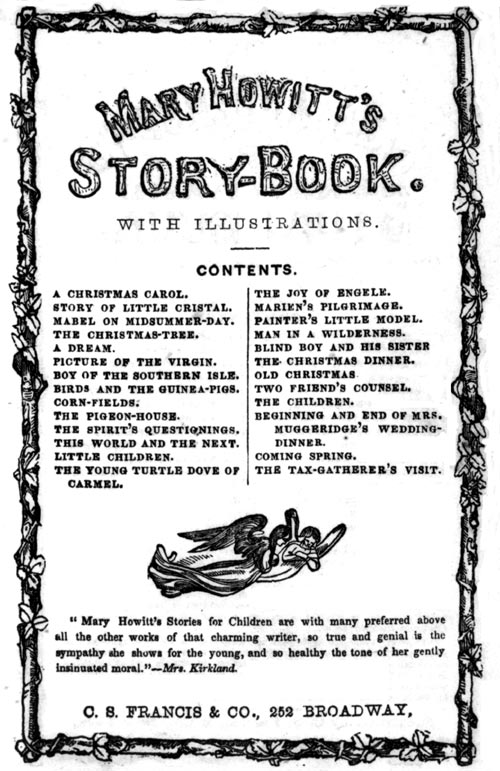 MARY HOWITT'S
STORY-BOOK.
WITH ILLUSTRATIONS.
CONTENTS.
A CHRISTMAS CAROL.
STORY OF LITTLE CRISTAL.
MABEL ON MIDSUMMER-DAY.
THE CHRISTMAS-TREE.
A DREAM.
PICTURE OF THE VIRGIN.
BOY OF THE SOUTHERN ISLE.
BIRDS AND THE GUINEA-PIGS.
CORN-FIELDS.
THE PIGEON-HOUSE.
THE SPIRIT'S QUESTIONINGS.
THIS WORLD AND THE NEXT.
LITTLE CHILDREN.
THE YOUNG TURTLE DOVE OF
CARMEL.
THE JOY OF ENGELE.
MARIEN'S PILGRIMAGE.
PAINTER'S LITTLE MODEL.
MAN IN A WILDERNESS.
BLIND BOY AND HIS SISTER
THE CHRISTMAS DINNER.
OLD CHRISTMAS
TWO FRIEND'S COUNSEL.
THE CHILDREN.
BEGINNING AND END OF MRS.
MUGGERIDGE'S WEDDING-
DINNER.
COMING SPRING.
THE TAX-GATHERER'S VISIT.
"Mary Howitt's Stories for Children are with many preferred above
all the other works of that charming writer, so true and genial is the
sympathy she shows for the young, and so healthy the tone of her gently
insinuated moral."—Mrs. Kirkland.
C. S. FRANCIS & CO., 252 BROADWAY,